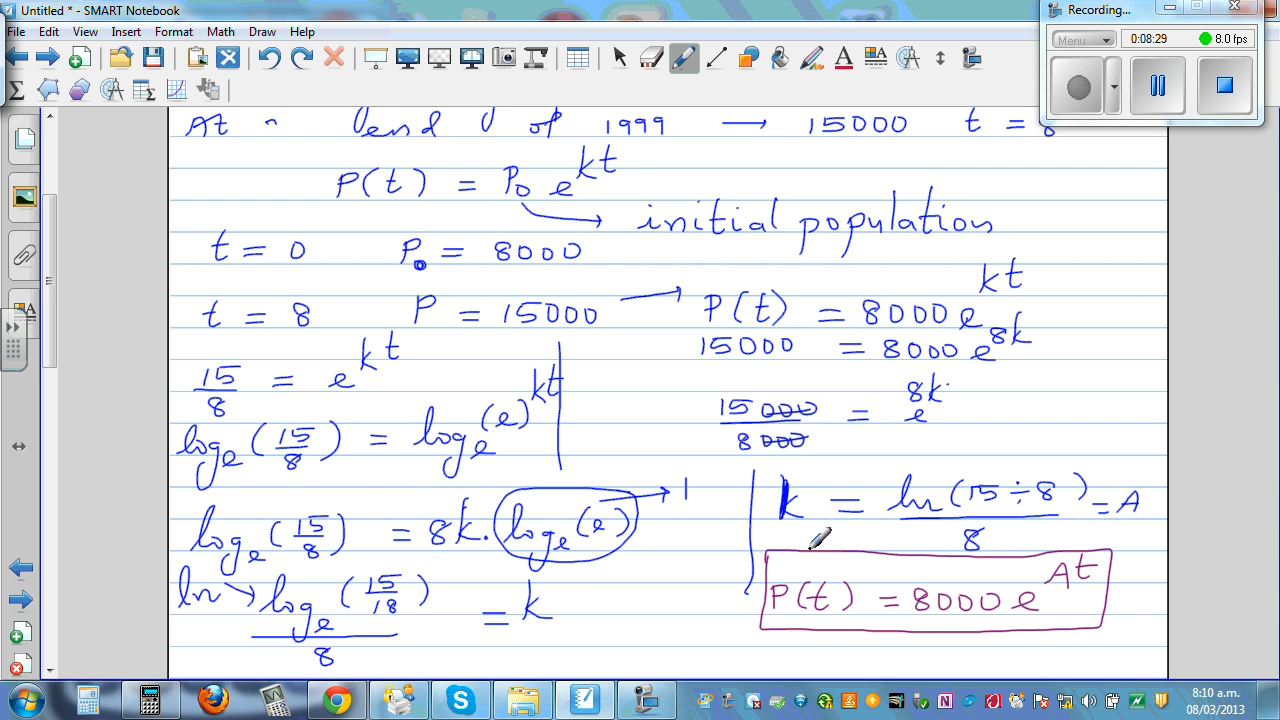 Untitled * - SMART Notebook
File Edit View Insert Format Math Draw Help
Recording...
Menu 0:08:29 8.0 fps
At end of 1999 → 15000 t = 8
P(t) = P₀ e^kt
→ initial population
t = 0 P₀ = 8000
t = 8 P = 15000 → P(t) = 8000 e^kt
15000 = 8000 e^8k
15/8 = e^kt
15000/8000 = e^8k
logₑ(15/8) = logₑ(e)^kt
logₑ(15/8) = 8k. logₑ(e) → 1
k = ln(15÷8)/8 = A
ln → logₑ(15/18)/8 = k
P(t) = 8000 e^At
8:10 a.m.
08/03/2013